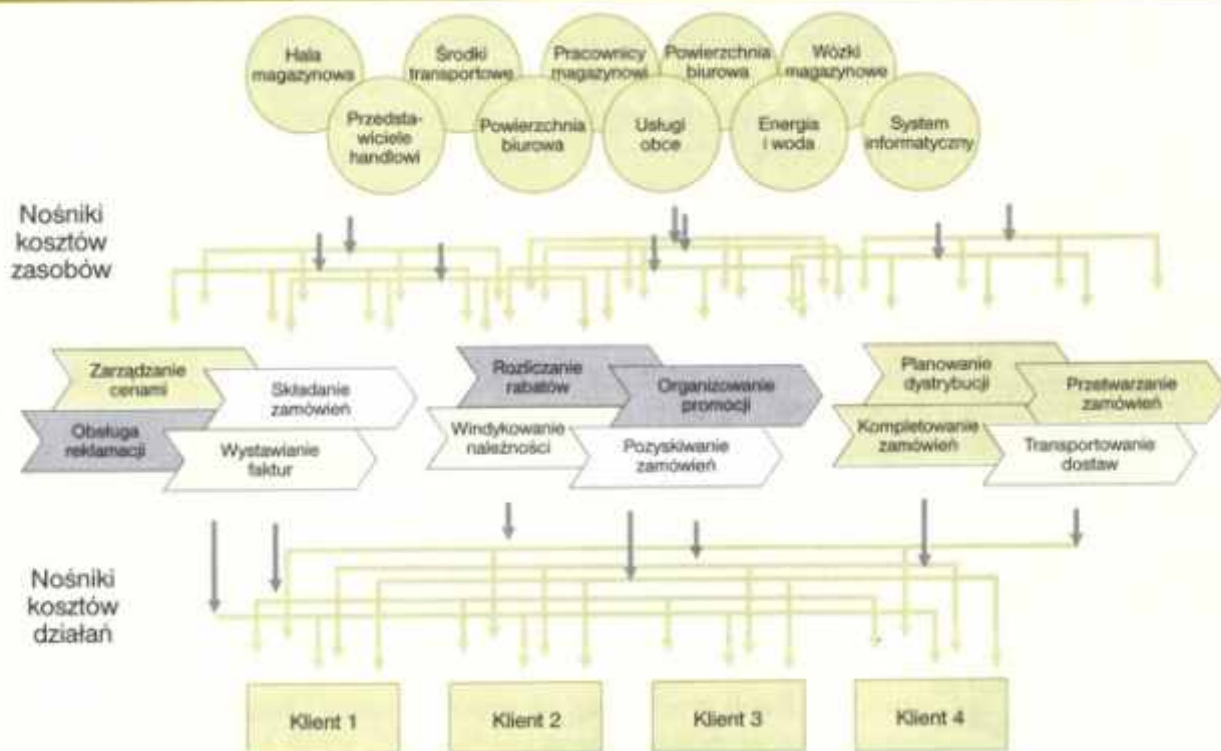 Hala
magazynowa
Środki
transportowe
Pracownicy
magazynowi
Powierzchnia
biurowa
Wózki
magazynowe
Przedsta-
wiciele
handlowi
Powierzchnia
biurowa
Usługi
obce
Energia
i woda
System
informatyczny
Nośniki
kosztów
zasobów
Zarządzanie
cenami
Składanie
zamówień
Obsługa
reklamacji
Wystawianie
faktur
Rozliczanie
rabatów
Organizowanie
promocji
Windykowanie
należności
Pozyskiwanie
zamówień
Planowanie
dystrybucji
Przetwarzanie
zamówień
Kompletowanie
zamówień
Transportowanie
dostaw
Nośniki
kosztów
działań
Klient 1
Klient 2
Klient 3
Klient 4